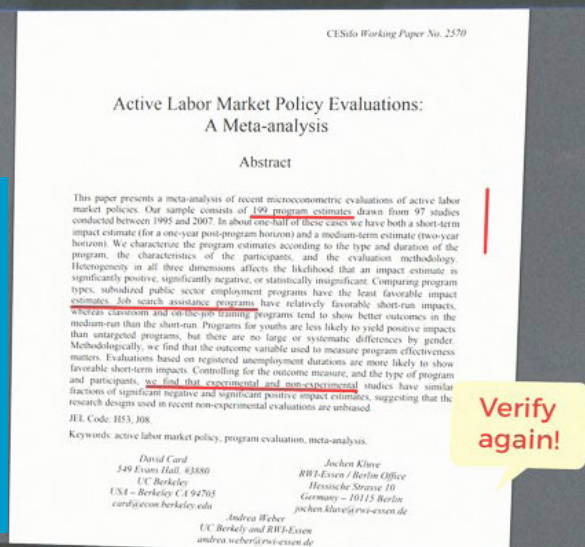 CESifo Working Paper No. 2570
Active Labor Market Policy Evaluations:
A Meta-analysis
Abstract
This paper presents a meta-analysis of recent microeconometric evaluations of active labor
market policies. Our sample consists of 199 program estimates drawn from 97 studies
conducted between 1995 and 2007. In about one-half of these cases we have both a short-term
impact estimate (for a one-year post-program horizon) and a medium-term estimate (two-year
horizon). We characterize the program estimates according to the type and duration of the
program, the characteristics of the participants, and the evaluation methodology.
Heterogeneity in all three dimensions affects the likelihood that an impact estimate is
significantly positive, significantly negative, or statistically insignificant. Comparing program
types, subsidized public sector employment programs have the least favorable impact
estimates. Job search assistance programs have relatively favorable short-run impacts,
whereas classroom and on-the-job training programs tend to show better outcomes in the
medium-run than the short-run. Programs for youths are less likely to yield positive impacts
than untargeted programs, but there are no large or systematic differences by gender.
Methodologically, we find that the outcome variable used to measure program effectiveness
matters. Evaluations based on registered unemployment durations are more likely to show
favorable short-term impacts. Controlling for the outcome measure, and the type of program
and participants, we find that experimental and non-experimental studies have similar
fractions of significant negative and significant positive impact estimates, suggesting that the
research designs used in recent non-experimental evaluations are unbiased.
JEL Code: H53, J08.
Keywords: active labor market policy, program evaluation, meta-analysis.
David Card
549 Evans Hall, #3880
UC Berkeley
USA – Berkeley CA 94705
card@econ.berkeley.edu
Jochen Kluve
RWI-Essen / Berlin Office
Hessische Strasse 10
Germany – 10115 Berlin
jochen.kluve@rwi-essen.de
Andrea Weber
UC Berkely and RWI-Essen
andrea.weber@rwi-essen.de
Verify
again!